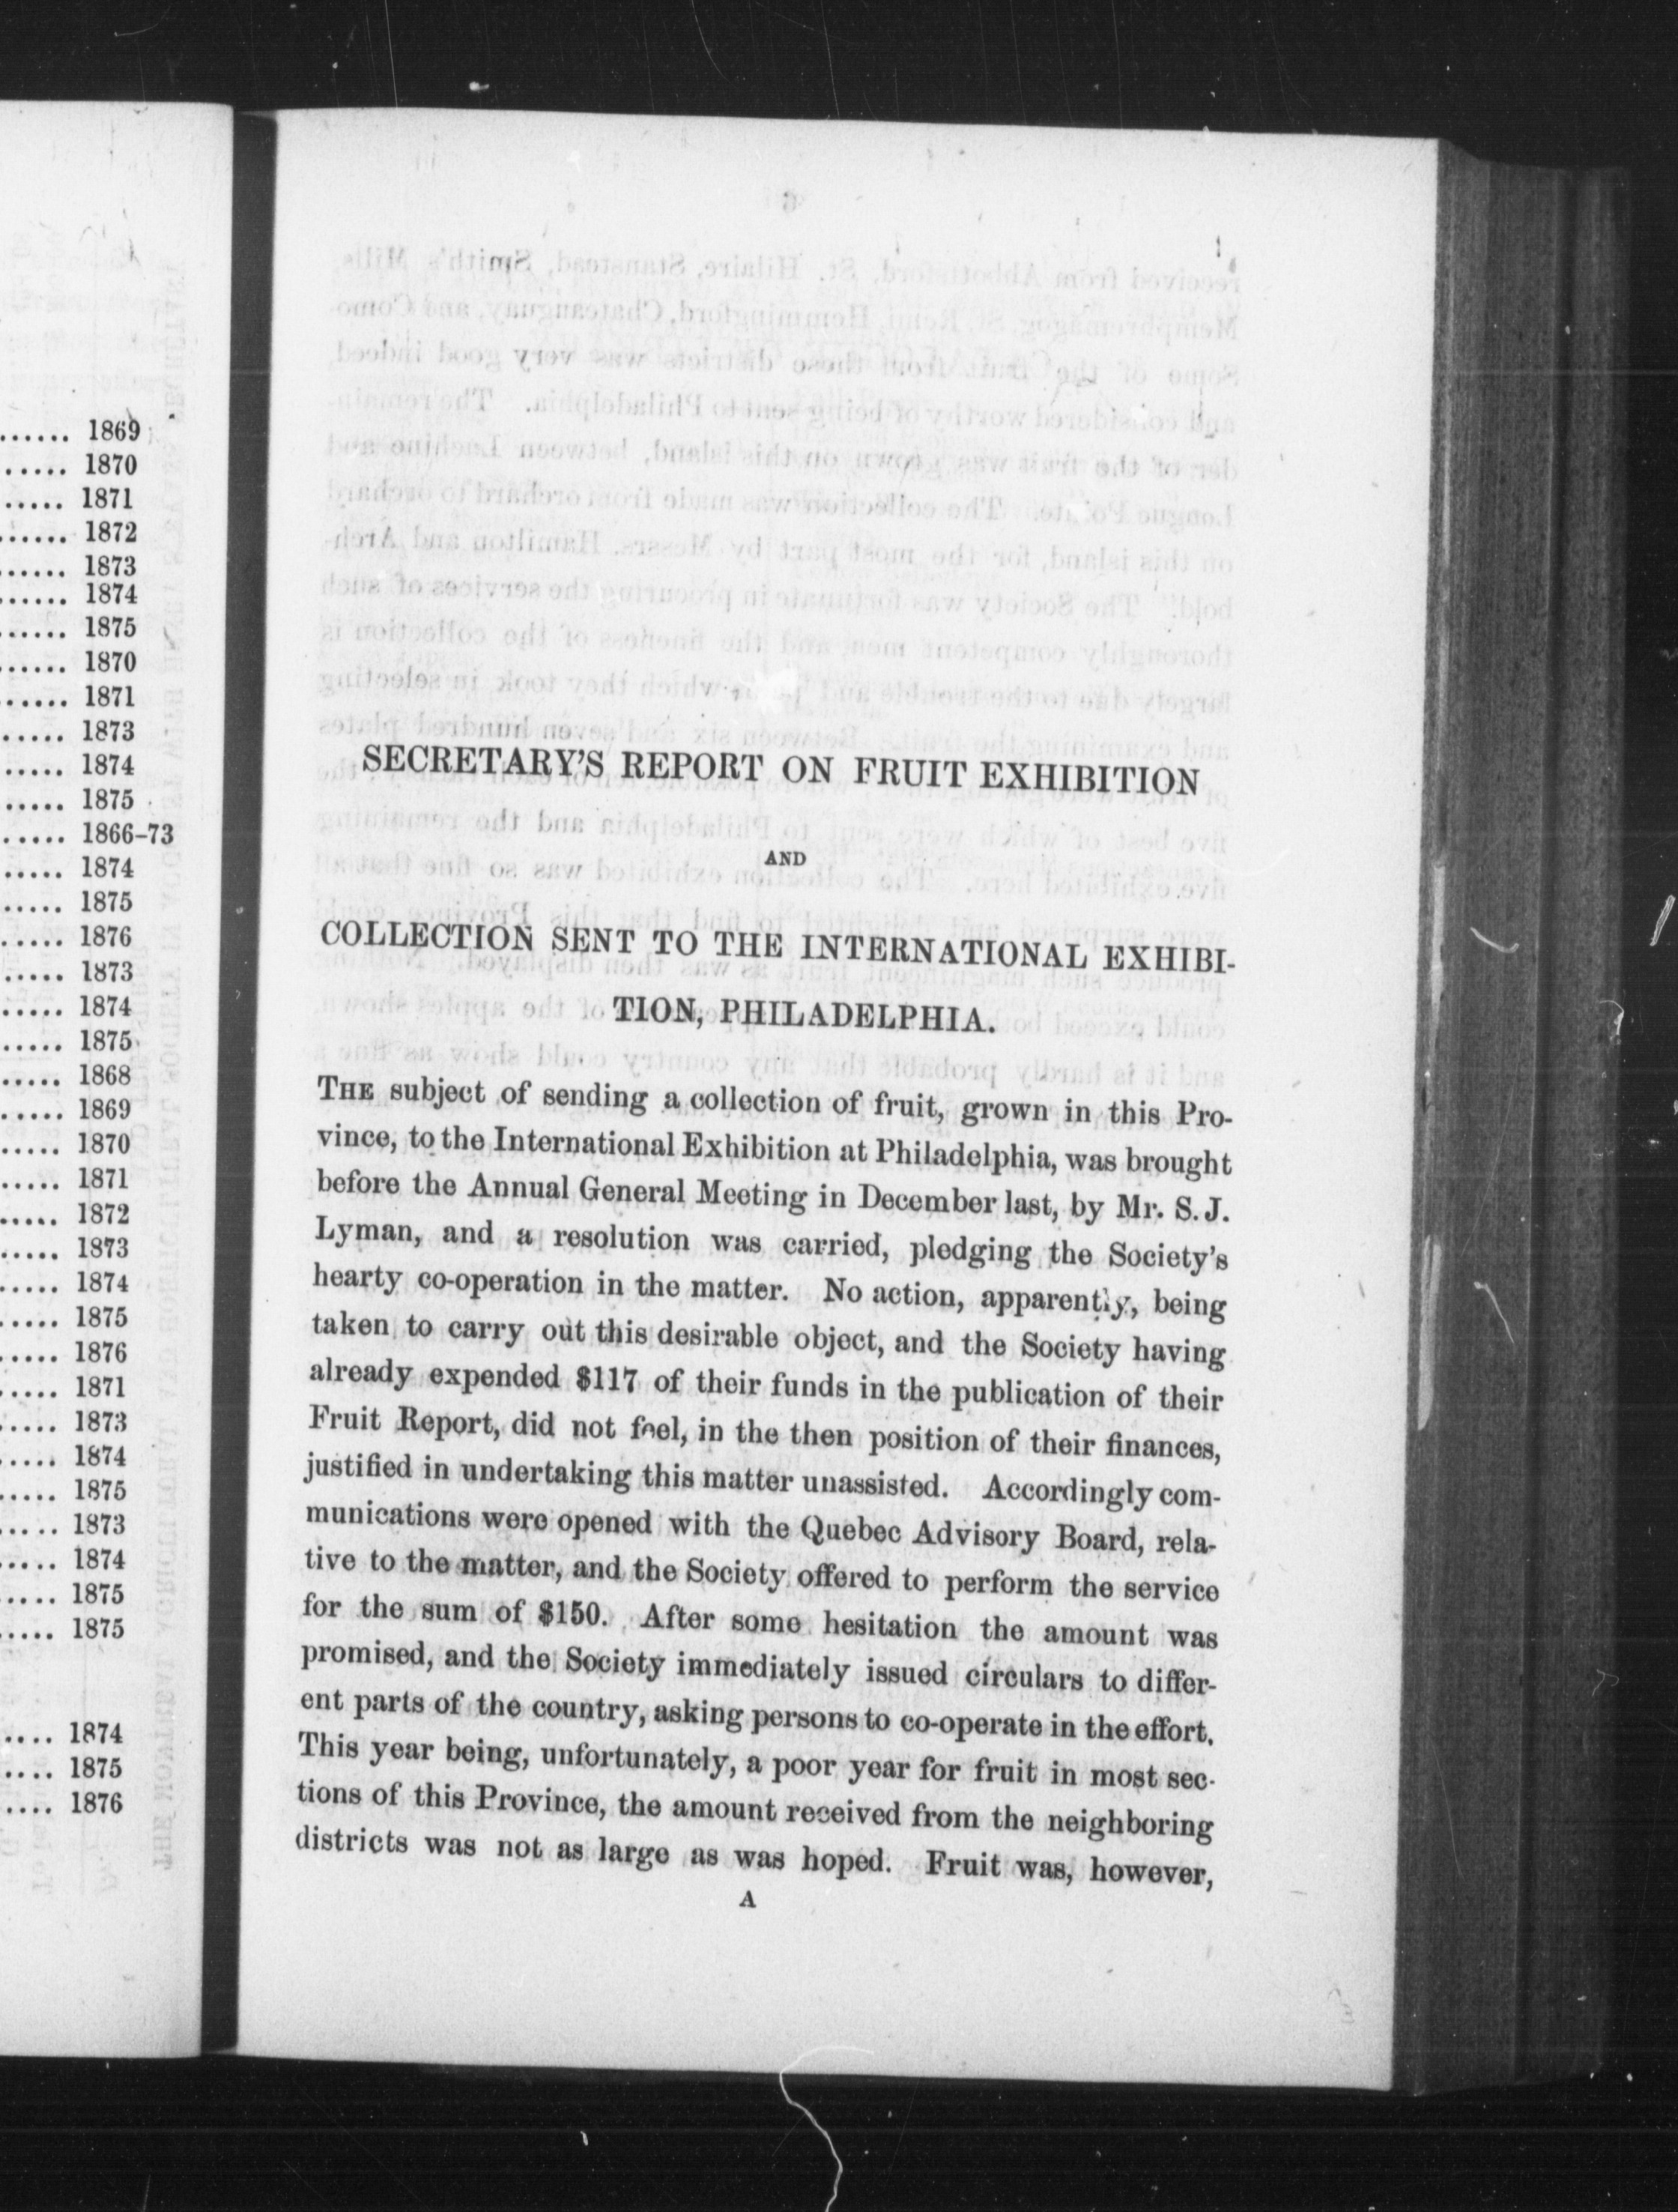 ...... 1869
..... 1870
..... 1871
...... 1872
...... 1873
...... 1874
...... 1875
...... 1870
...... 1871
..... 1873
..... 1874
..... 1875
..... 1866-73
..... 1874
..... 1875
..... 1876
..... 1873
..... 1874
..... 1875
..... 1868
..... 1869
..... 1870
..... 1871
..... 1872
..... 1873
..... 1874
..... 1875
..... 1876
..... 1871
..... 1873
..... 1874
..... 1875
.... 1873
.... 1874
.... 1875
..... 1875
.... 1874
.... 1875
.... 1876
SECRETARY'S REPORT ON FRUIT EXHIBITION
AND
COLLECTION SENT TO THE INTERNATIONAL EXHIBI-
TION, PHILADELPHIA.
THE subject of sending a collection of fruit, grown in this Pro-
vince, to the International Exhibition at Philadelphia, was brought
before the Annual General Meeting in December last, by Mr. S. J.
Lyman, and a resolution was carried, pledging the Society's
hearty co-operation in the matter. No action, apparently, being
taken to carry out this desirable object, and the Society having
already expended $117 of their funds in the publication of their
Fruit Report, did not feel, in the then position of their finances,
justified in undertaking this matter unassisted. Accordingly com-
munications were opened with the Quebec Advisory Board, rela-
tive to the matter, and the Society offered to perform the service
for the sum of $150. After some hesitation the amount was
promised, and the Society immediately issued circulars to differ-
ent parts of the country, asking persons to co-operate in the effort.
This year being, unfortunately, a poor year for fruit in most sec-
tions of this Province, the amount received from the neighboring
districts was not as large as was hoped. Fruit was, however,
A